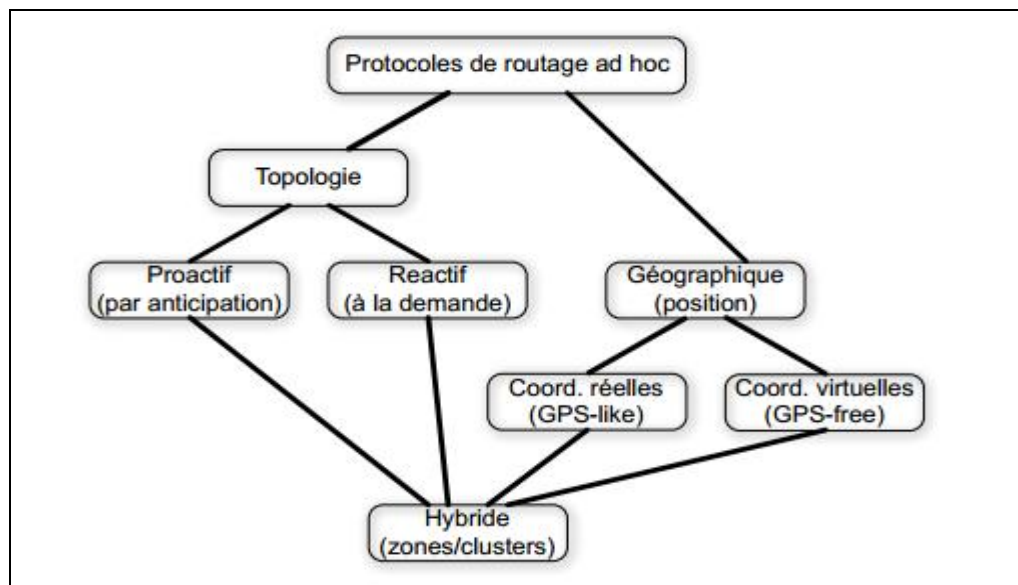 Protocoles de routage ad hoc
Topologie
Proactif
(par anticipation)
Reactif
(à la demande)
Géographique
(position)
Coord. réelles
(GPS-like)
Coord. virtuelles
(GPS-free)
Hybride
(zones/clusters)